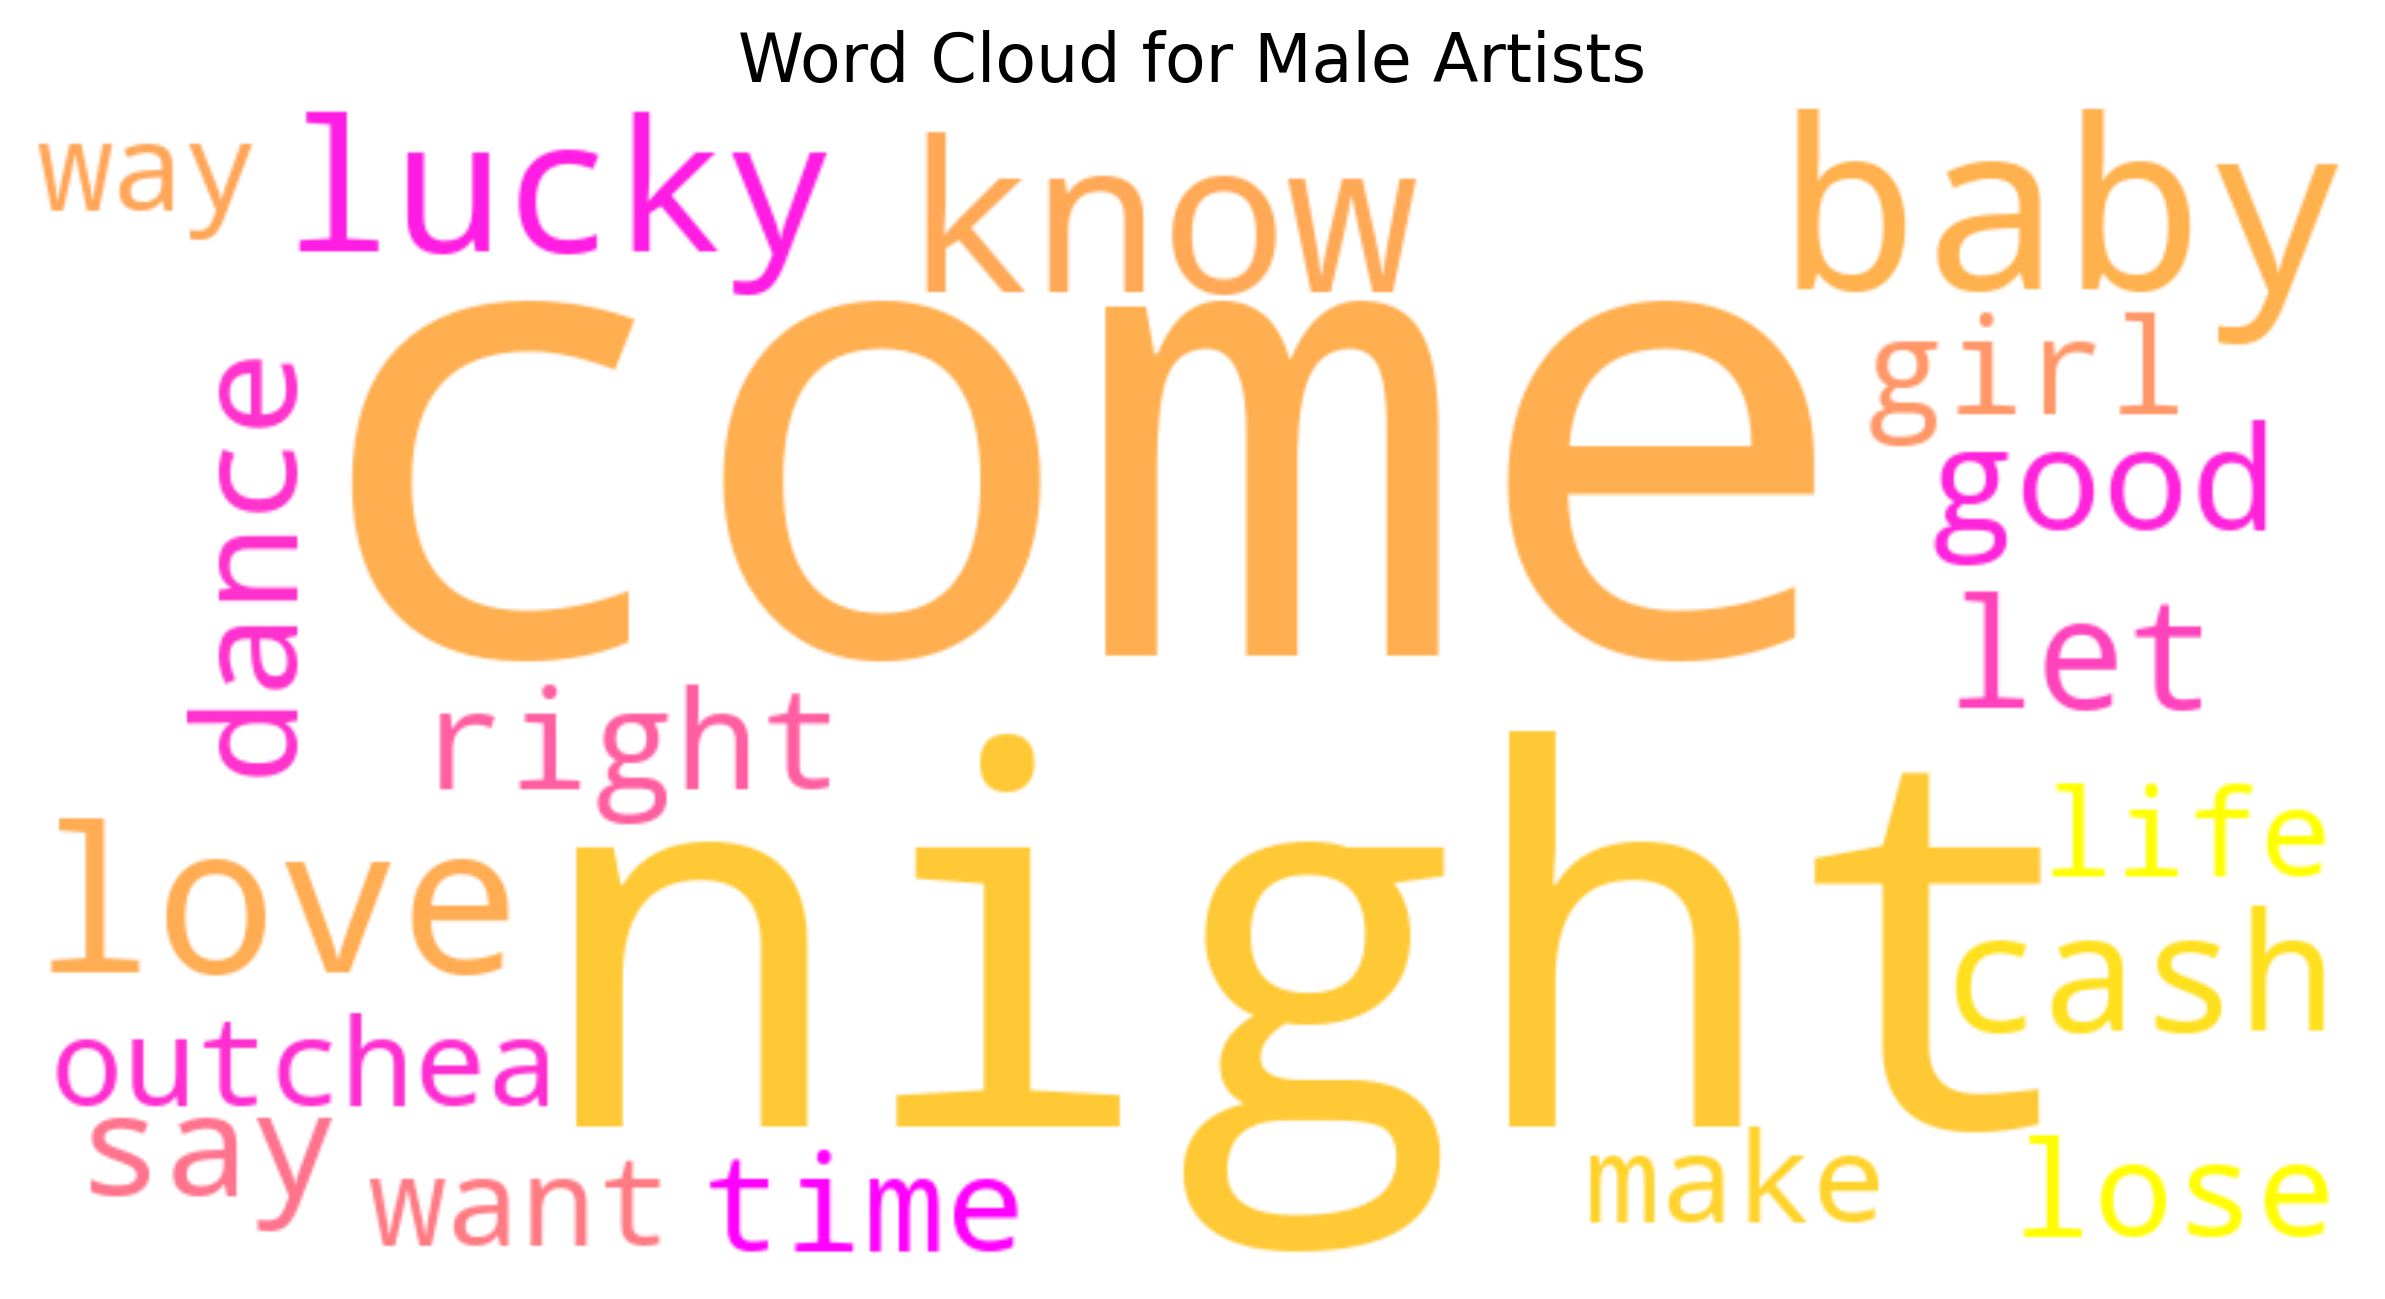 Word Cloud for Male Artists
way lucky know baby
come
girl
good
dance
let
right
night
life
love
cash
outchea
say
want time make lose